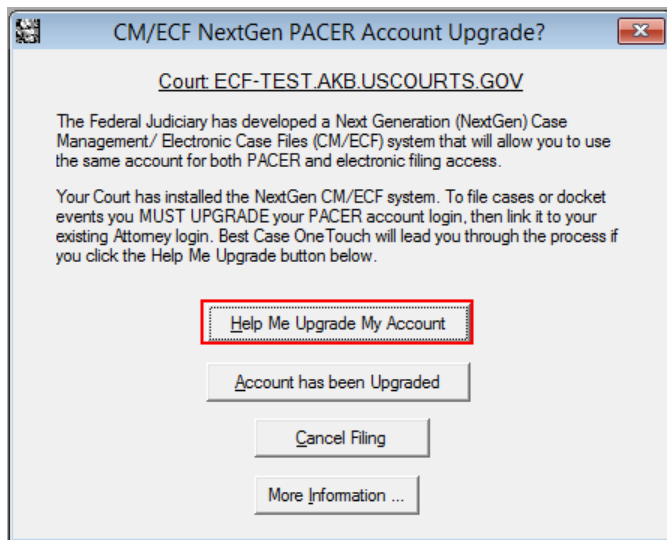 CM/ECF NextGen PACER Account Upgrade?
Court ECF-TEST.AKB.USCOURTS.GOV
The Federal Judiciary has developed a Next Generation (NextGen) Case
Management/ Electronic Case Files (CM/ECF) system that will allow you to use
the same account for both PACER and electronic filing access.
Your Court has installed the NextGen CM/ECF system. To file cases or docket
events you MUST UPGRADE your PACER account login, then link it to your
existing Attorney login. Best Case OneTouch will lead you through the process if
you click the Help Me Upgrade button below.
Help Me Upgrade My Account
Account has been Upgraded
Cancel Filing
More Information ...